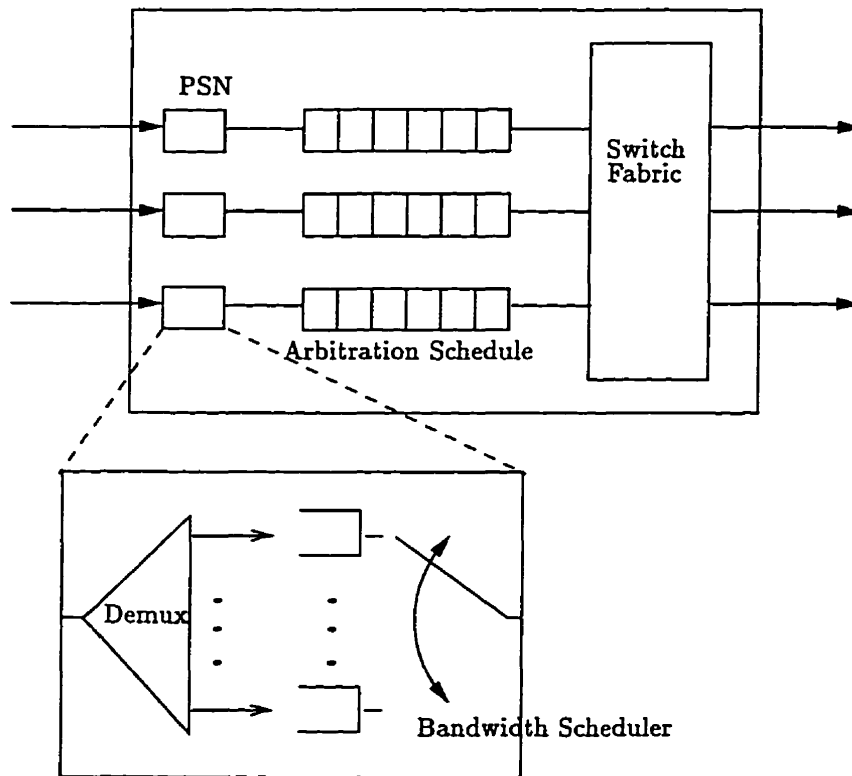 PSN
Switch
Fabric
Arbitration Schedule
Demux
Bandwidth Scheduler